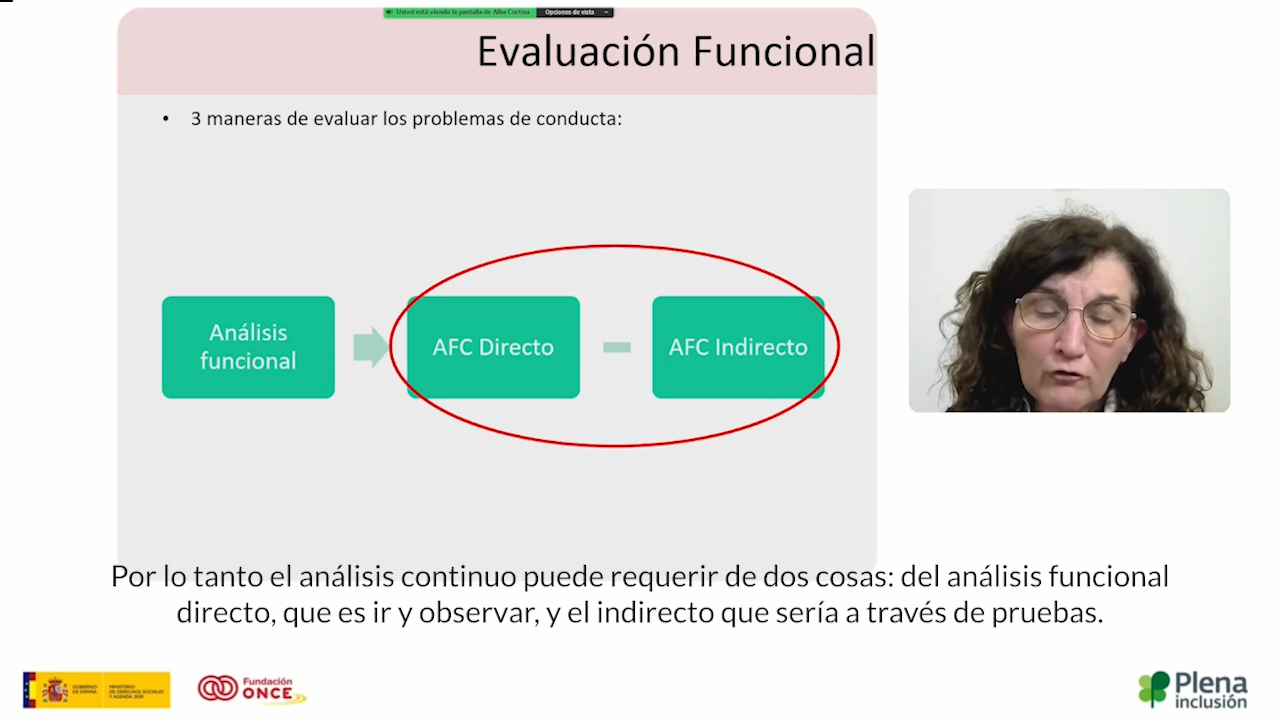 Usted está viendo la pantalla de Alba Cortina
Opciones de vista
Evaluación Funcional
• 3 maneras de evaluar los problemas de conducta:
Análisis
funcional
AFC Directo
AFC Indirecto
Por lo tanto el análisis continuo puede requerir de dos cosas: del análisis funcional
directo, que es ir y observar, y el indirecto que sería a través de pruebas.
GOBIERNO
DE ESPAÑA
MINISTERIO
DE DERECHOS SOCIALES
Y AGENDA 2030
Fundación
ONCE
Plena
inclusión